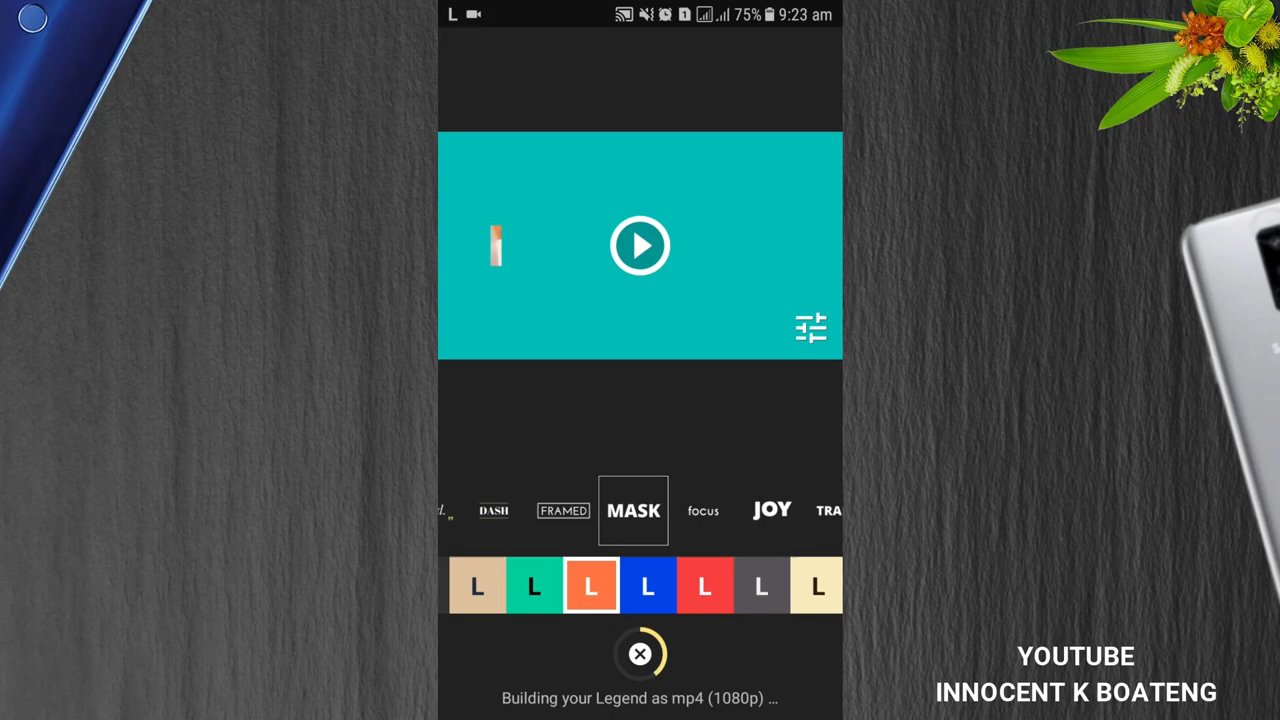 L 1 75% 9:23 am
DASH FRAMED MASK focus JOY TRA
L L L L L L L
Building your Legend as mp4 (1080p) ...
YOUTUBE
INNOCENT K BOATENG